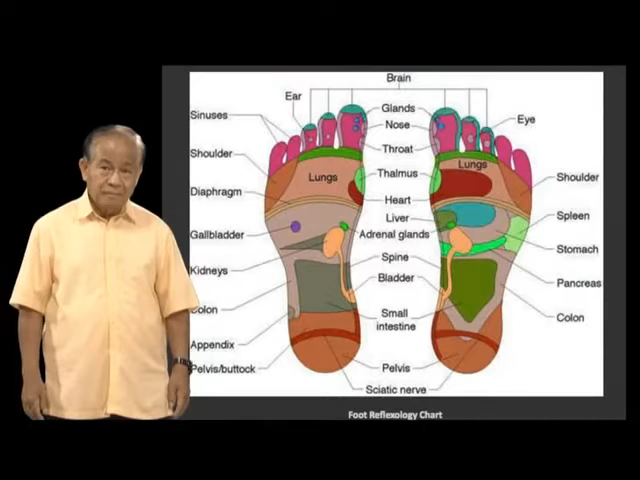 Brain
Ear
Sinuses
Glands
Eye
Nose
Throat
Shoulder
Lungs
Lungs
Thalmus
Shoulder
Diaphragm
Heart
Liver
Spleen
Gallbladder
Adrenal glands
Stomach
Kidneys
Spine
Bladder
Pancreas
Colon
Small
intestine
Colon
Appendix
Pelvis/buttock
Pelvis
Sciatic nerve
Foot Reflexology Chart